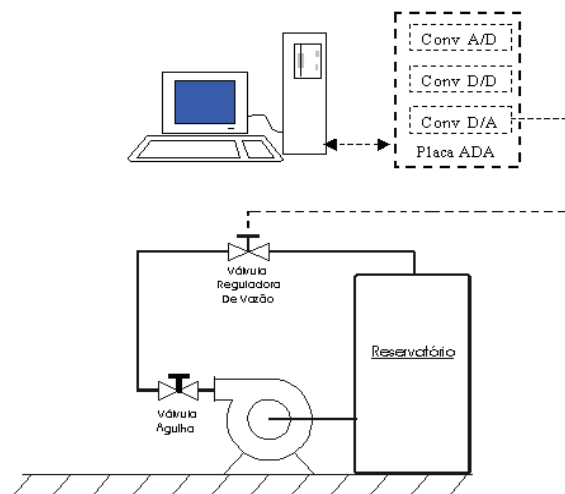 Conv A/D
Conv D/D
Conv D/A
Placa ADA
Válvula
Reguladora
De Vazão
Reservatório
Válvula
Agulha